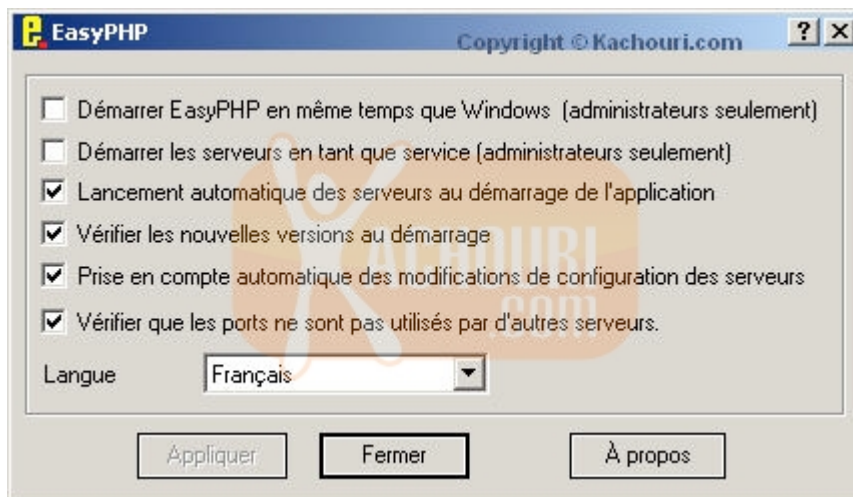 EasyPHP
Copyright © Kachouri.com
Démarrer EasyPHP en même temps que Windows (administrateurs seulement)
Démarrer les serveurs en tant que service (administrateurs seulement)
Lancement automatique des serveurs au démarrage de l'application
Vérifier les nouvelles versions au démarrage
Prise en compte automatique des modifications de configuration des serveurs
Vérifier que les ports ne sont pas utilisés par d'autres serveurs.
KACHOURI
.com
Langue Français
Appliquer Fermer À propos